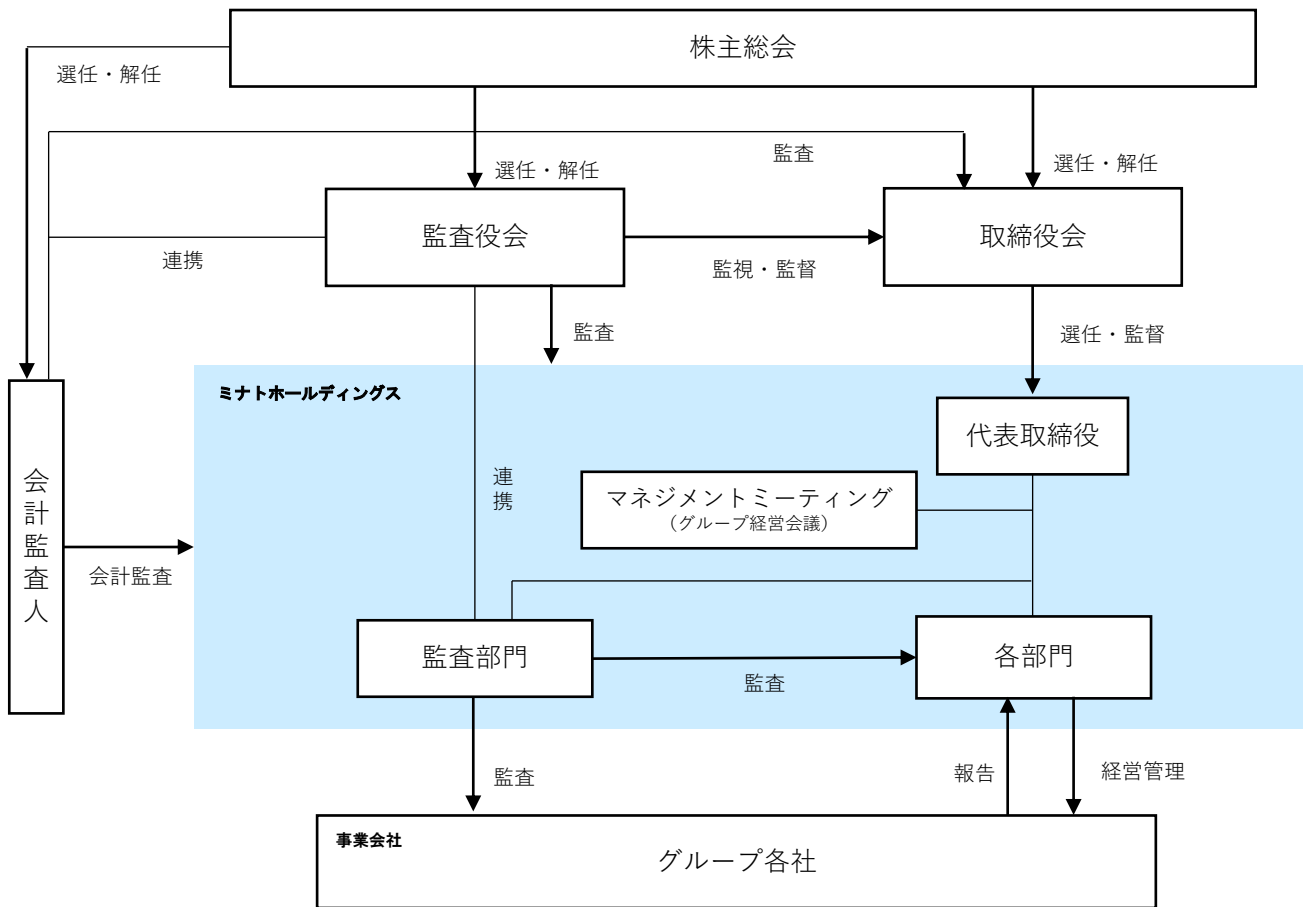 株主総会
選任・解任
監査
選任・解任
選任・解任
監査役会
取締役会
連携
監視・監督
監査
選任・監督
ミナトホールディングス
代表取締役
会計監査人
連携
マネジメントミーティング
（グループ経営会議）
会計監査
監査部門
各部門
監査
監査
報告
経営管理
事業会社
グループ各社